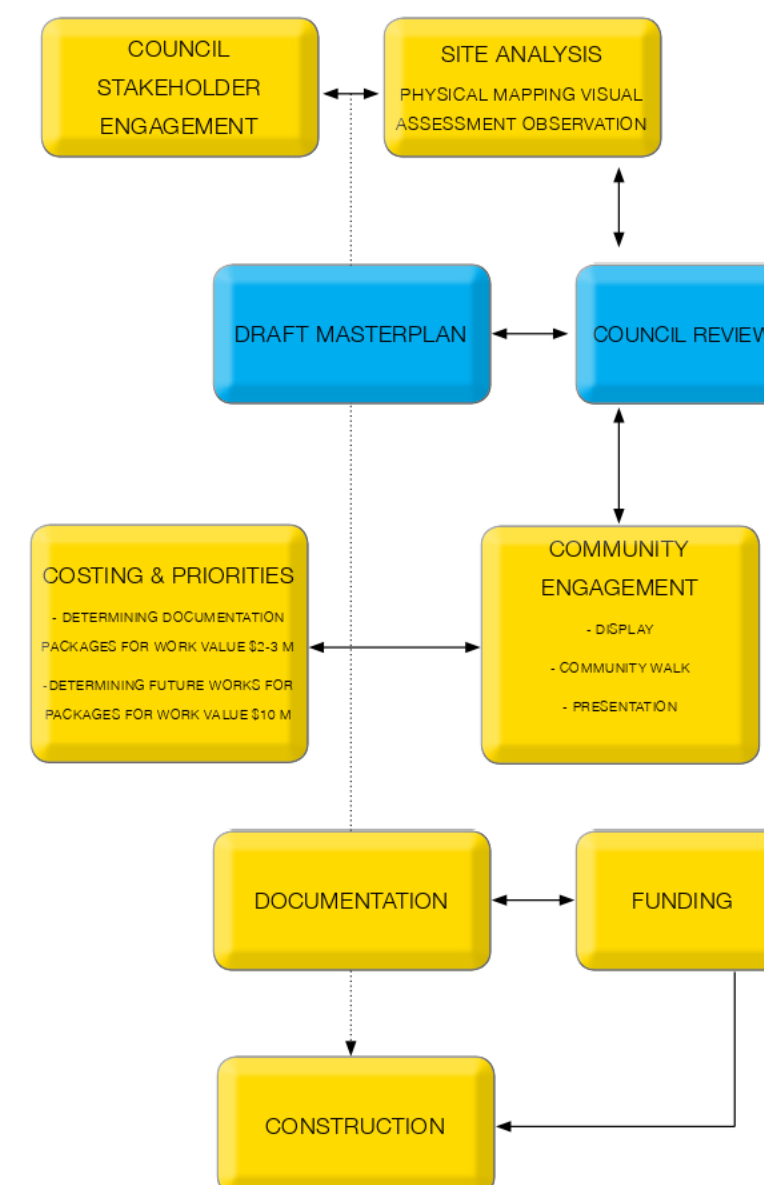 COUNCIL
STAKEHOLDER
ENGAGEMENT
SITE ANALYSIS
PHYSICAL MAPPING VISUAL
ASSESSMENT OBSERVATION
DRAFT MASTERPLAN
COUNCIL REVIEW
COSTING & PRIORITIES
- DETERMINING DOCUMENTATION
PACKAGES FOR WORK VALUE $2-3 M
-DETERMINING FUTURE WORKS FOR
PACKAGES FOR WORK VALUE $10 M
COMMUNITY
ENGAGEMENT
- DISPLAY
- COMMUNITY WALK
- PRESENTATION
DOCUMENTATION
FUNDING
CONSTRUCTION